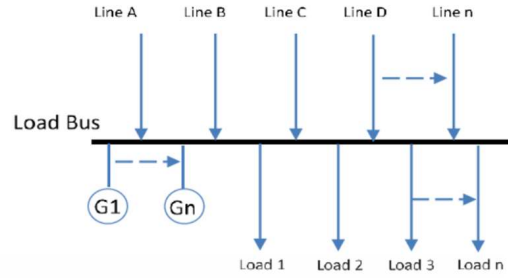 Line A Line B Line C Line D Line n
Load Bus
G1 Gn
Load 1 Load 2 Load 3 Load n